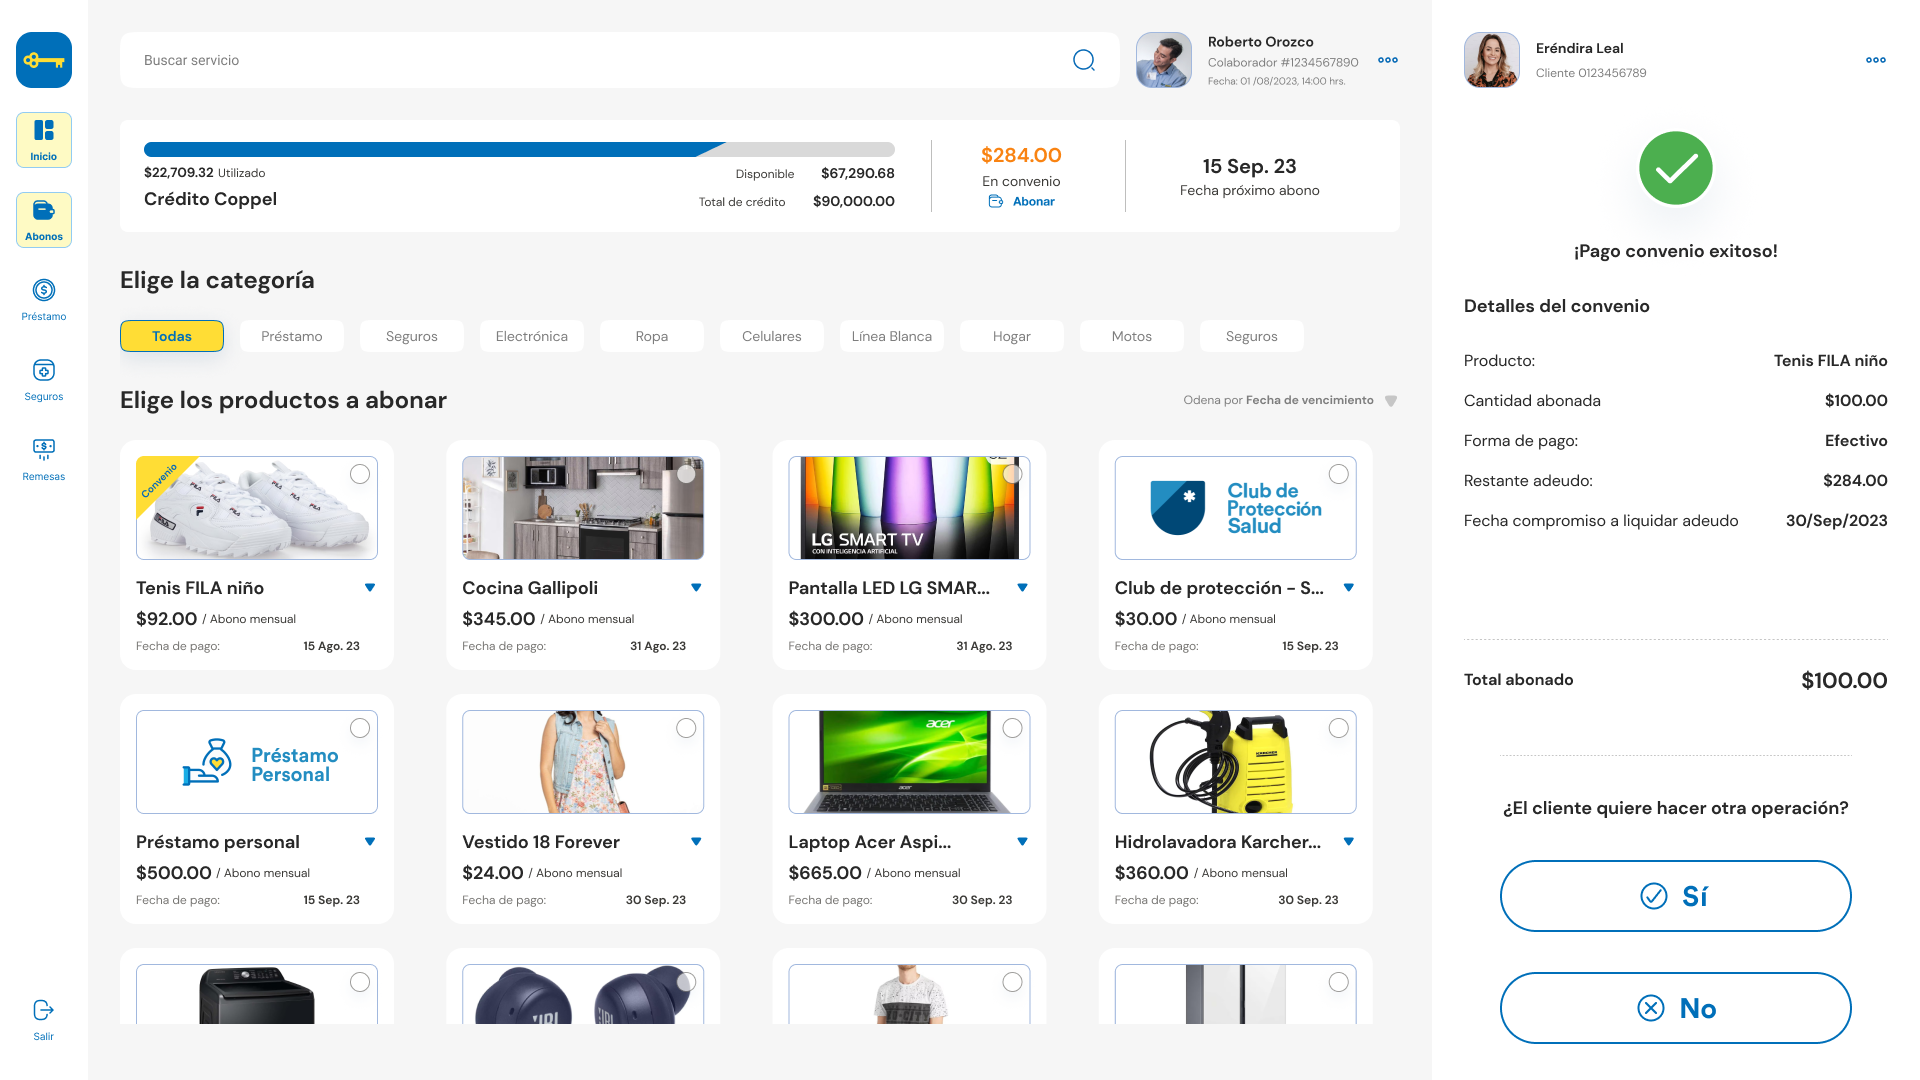 Inicio
Abonos
Préstamo
Seguros
Remesas
Salir
Buscar servicio
Roberto Orozco
Colaborador #1234567890
Fecha: 01 /08/2023, 14:00 hrs.
$22,709.32 Utilizado
Disponible $67,290.68
Crédito Coppel
Total de crédito $90,000.00
$284.00
En convenio
Abonar
15 Sep. 23
Fecha próximo abono
Elige la categoría
Todas
Préstamo
Seguros
Electrónica
Ropa
Celulares
Línea Blanca
Hogar
Motos
Seguros
Elige los productos a abonar
Odena por Fecha de vencimiento
Convenio
FILA
FILA
FILA
FILA
Tenis FILA niño
$92.00 / Abono mensual
Fecha de pago: 15 Ago. 23
Cocina Gallipoli
$345.00 / Abono mensual
Fecha de pago: 31 Ago. 23
LG SMART TV
CON INTELIGENCIA ARTIFICIAL
Pantalla LED LG SMAR...
$300.00 / Abono mensual
Fecha de pago: 31 Ago. 23
Club de
Protección
Salud
Club de protección - S...
$30.00 / Abono mensual
Fecha de pago: 15 Sep. 23
Préstamo
Personal
Préstamo personal
$500.00 / Abono mensual
Fecha de pago: 15 Sep. 23
Vestido 18 Forever
$24.00 / Abono mensual
Fecha de pago: 30 Sep. 23
acer
acer
Laptop Acer Aspi...
$665.00 / Abono mensual
Fecha de pago: 30 Sep. 23
KARCHER
Hidrolavadora Karcher...
$360.00 / Abono mensual
Fecha de pago: 30 Sep. 23
JBL
Eréndira Leal
Cliente 0123456789
¡Pago convenio exitoso!
Detalles del convenio
Producto: Tenis FILA niño
Cantidad abonada $100.00
Forma de pago: Efectivo
Restante adeudo: $284.00
Fecha compromiso a liquidar adeudo 30/Sep/2023
Total abonado $100.00
¿El cliente quiere hacer otra operación?
Sí
No